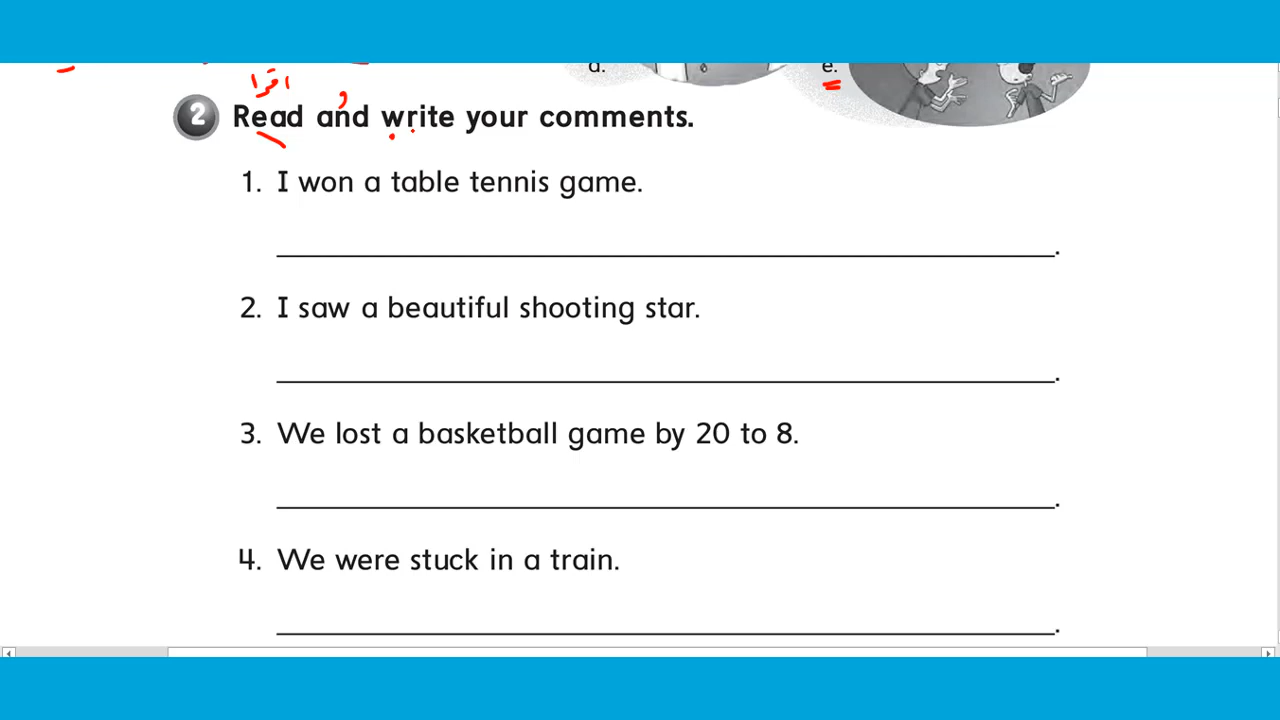 d. e.
اقرا و
2 Read and write your comments.
1. I won a table tennis game.
.
2. I saw a beautiful shooting star.
.
3. We lost a basketball game by 20 to 8.
.
4. We were stuck in a train.
.